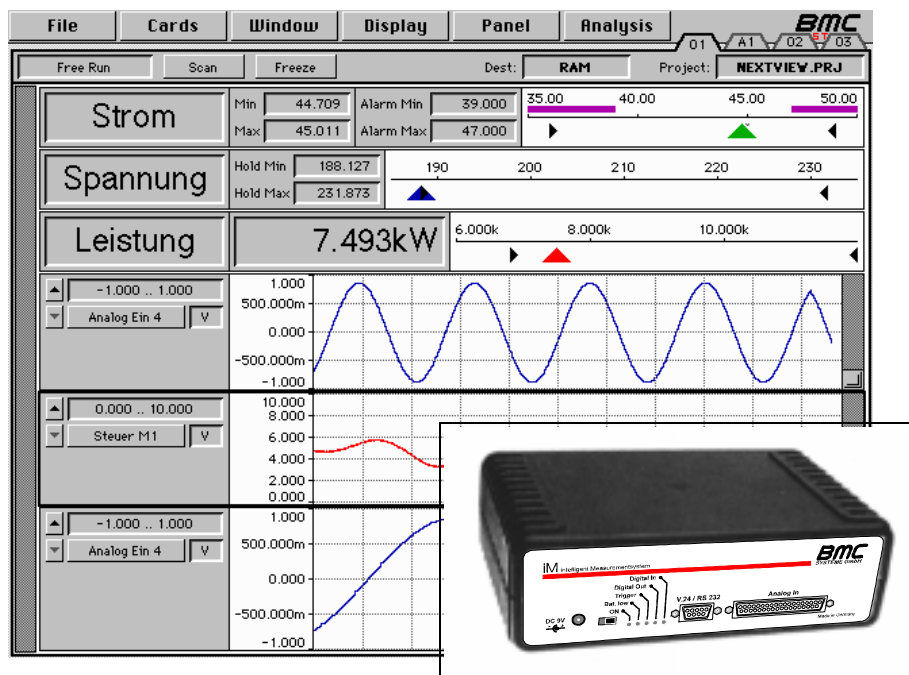 File Cards Window Display Panel Analysis BMC
ST
O1 A1 O2 O3
Free Run Scan Freeze Dest: RAM Project: NEXTVIEW.PRJ
Strom
Min 44.709 Alarm Min 39.000
Max 45.011 Alarm Max 47.000
35.00 40.00 45.00 50.00
Spannung
Hold Min 188.127
Hold Max 231.873
190 200 210 220 230
Leistung
7.493kW
6.000k 8.000k 10.000k
-1.000 .. 1.000
Analog Ein 4 V
1.000
500.000m
0.000
-500.000m
-1.000
0.000 .. 10.000
Steuer M1 V
10.000
8.000
6.000
4.000
2.000
0.000
-1.000 .. 1.000
Analog Ein 4 V
1.000
500.000m
0.000
-500.000m
-1.000
BMC
SYSTEME GMBH
iM intelligent Measurementsystem
Digital In
Digital Out
Trigger
Bat. low
ON
DC 9V
V.24 / RS 232
Analog In
Made in Germany